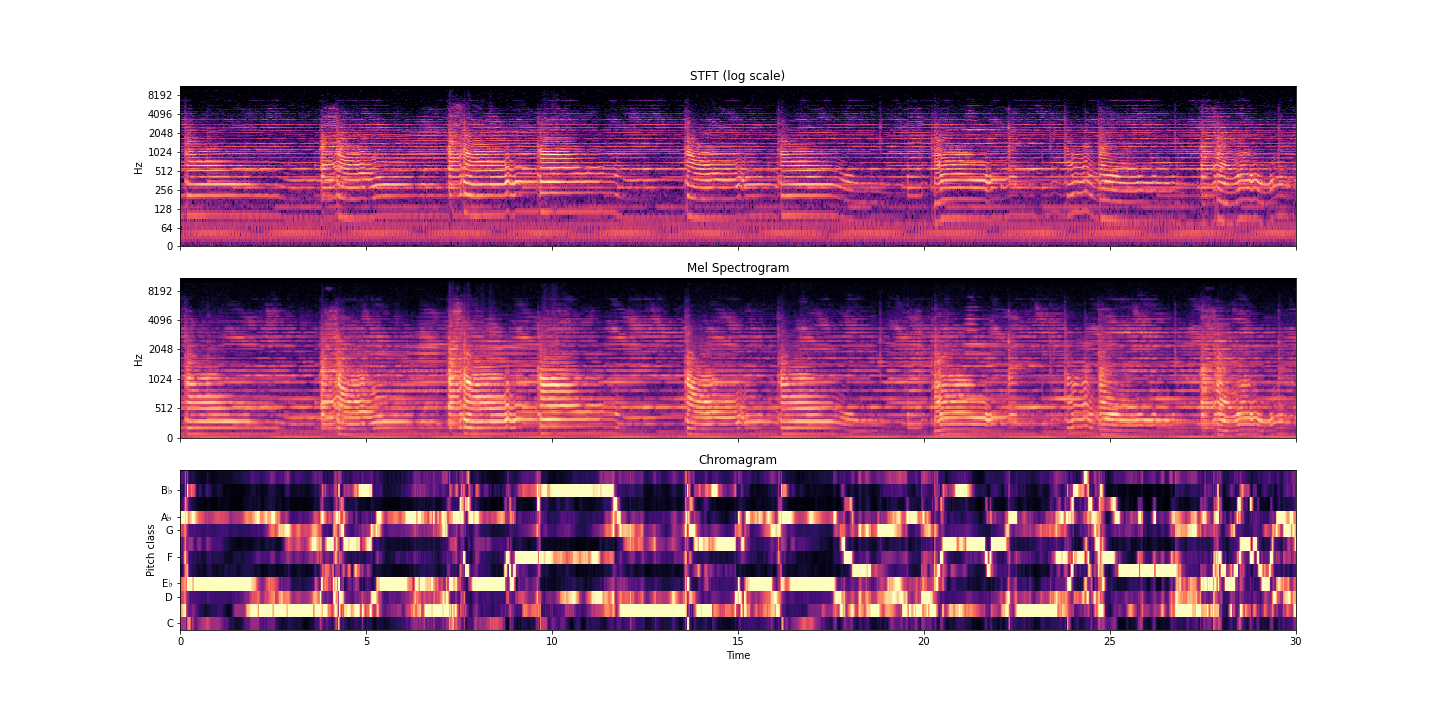 STFT (log scale)
8192
4096
2048
1024
512
256
128
64
0
Hz
Mel Spectrogram
8192
4096
2048
1024
512
0
Hz
Chromagram
B♭
A♭
G
F
E♭
D
C
Pitch class
0 5 10 15 20 25 30
Time